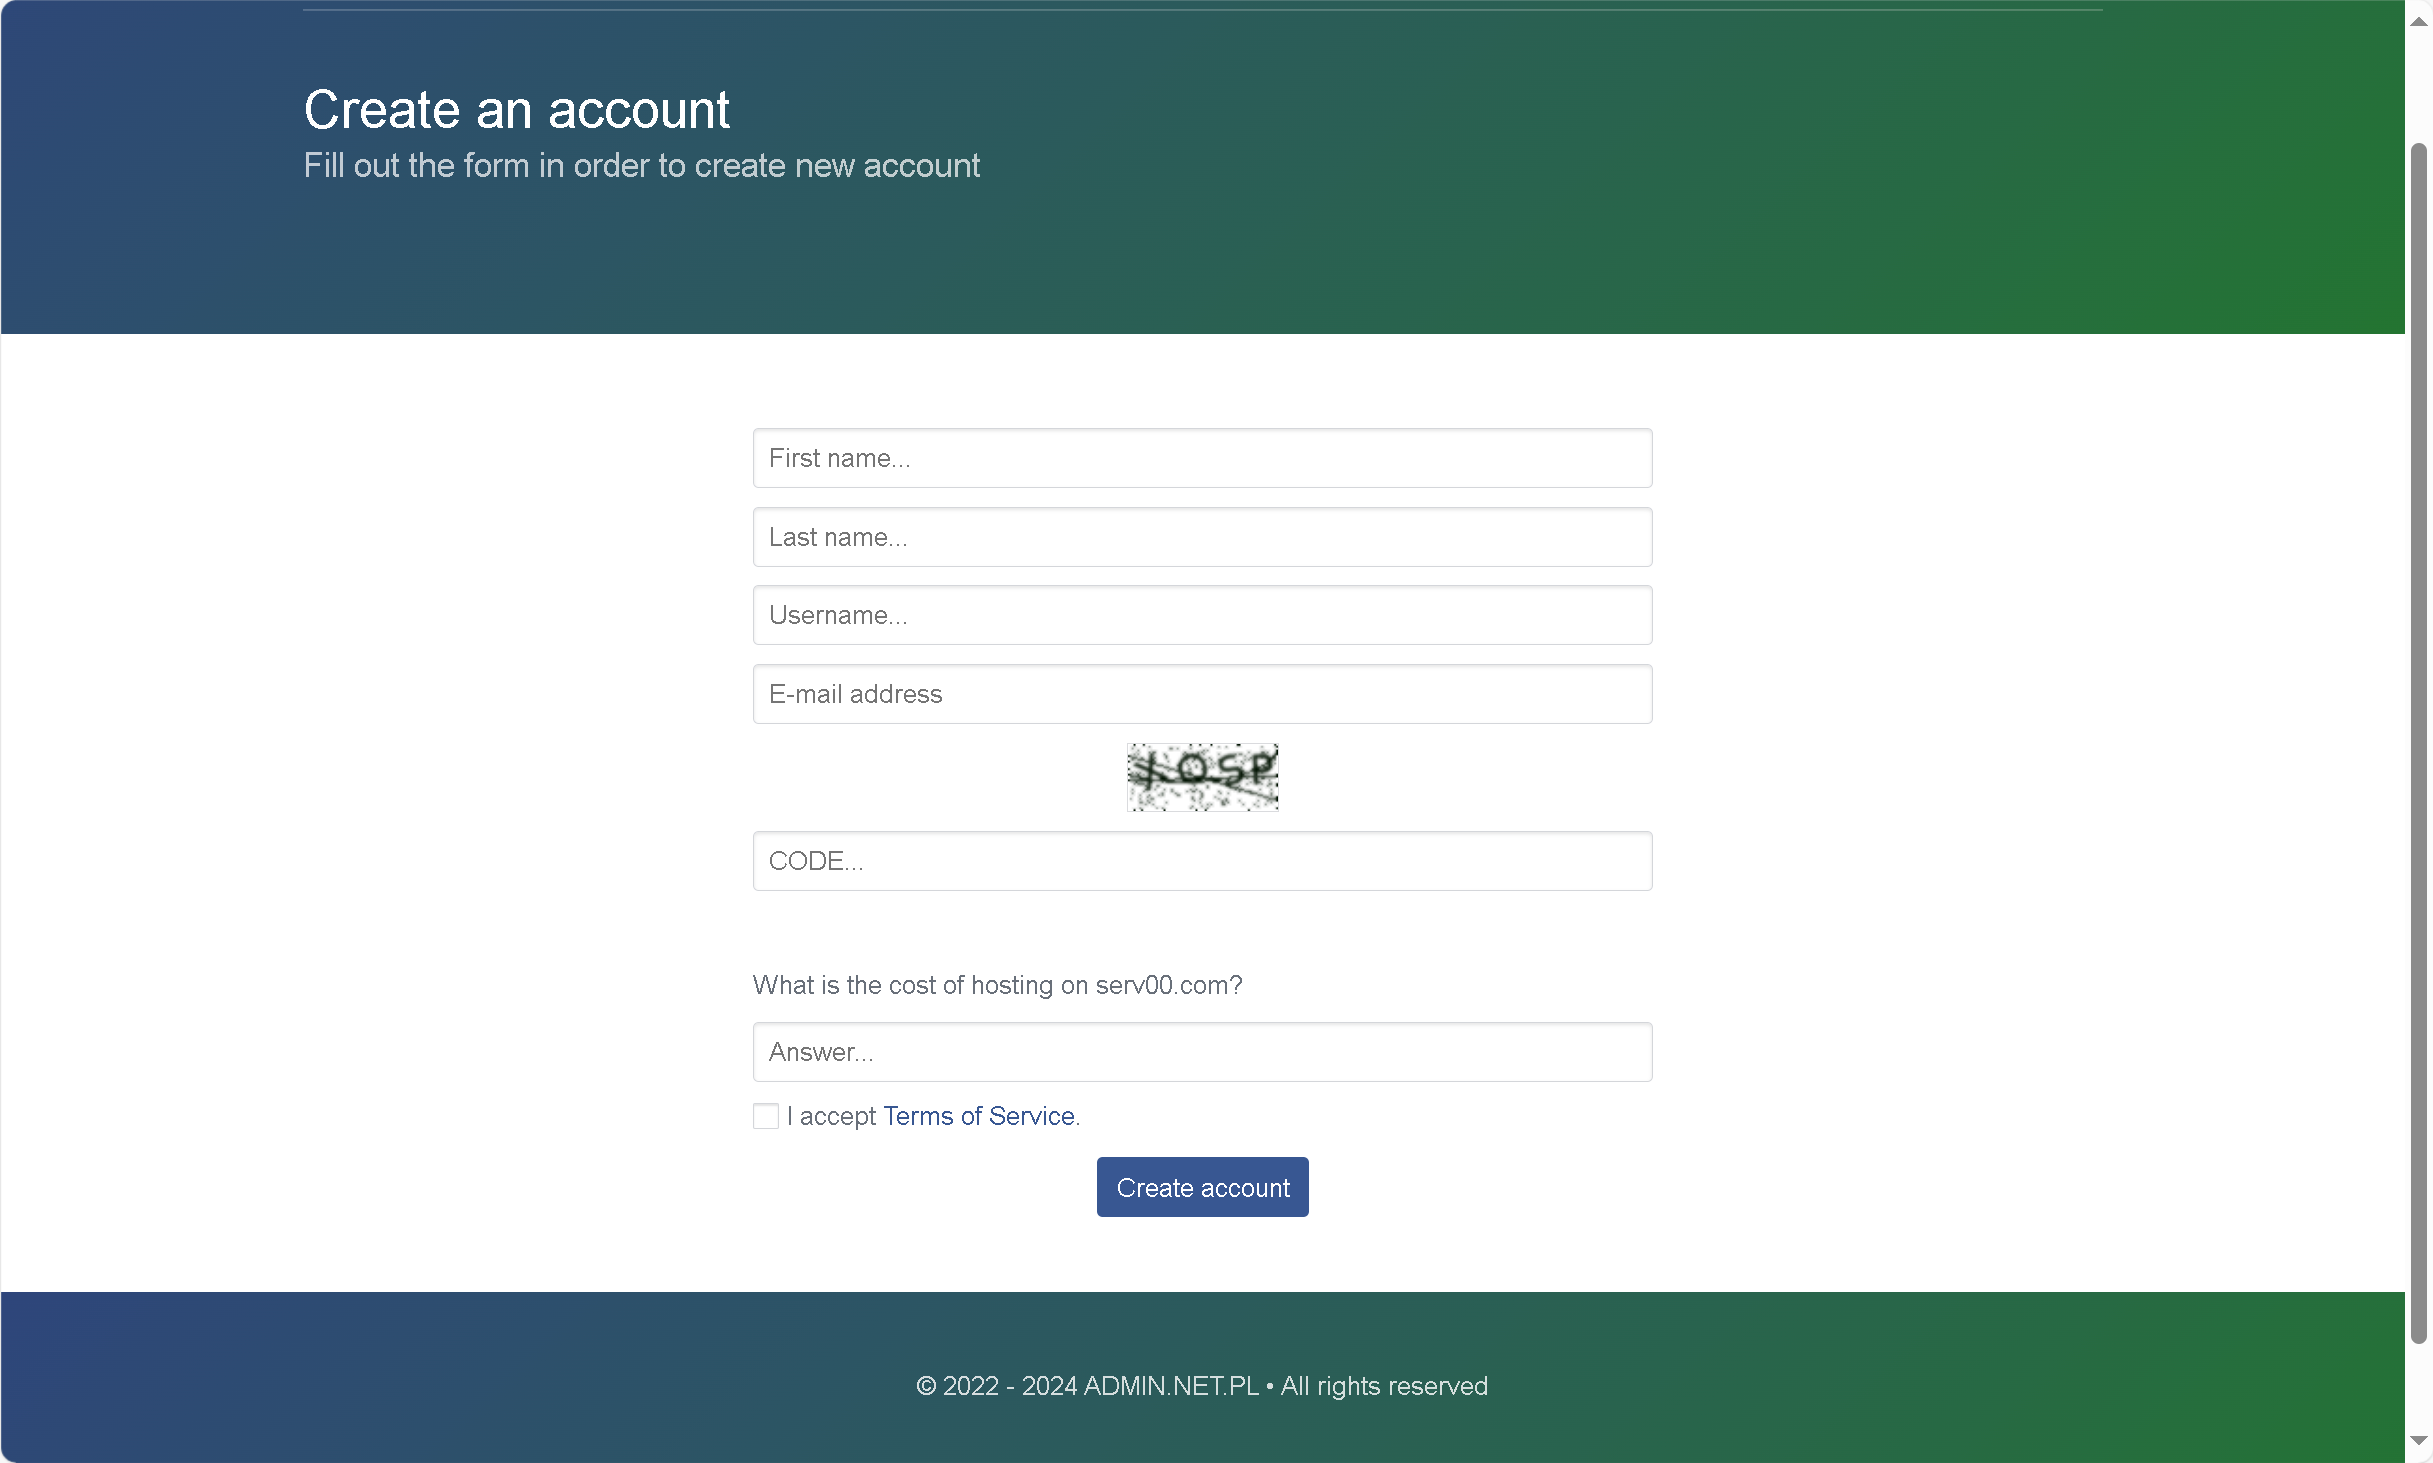 Create an account
Fill out the form in order to create new account
First name...
Last name...
Username...
E-mail address
CODE...
What is the cost of hosting on serv00.com?
Answer...
I accept Terms of Service.
Create account
© 2022 - 2024 ADMIN.NET.PL • All rights reserved